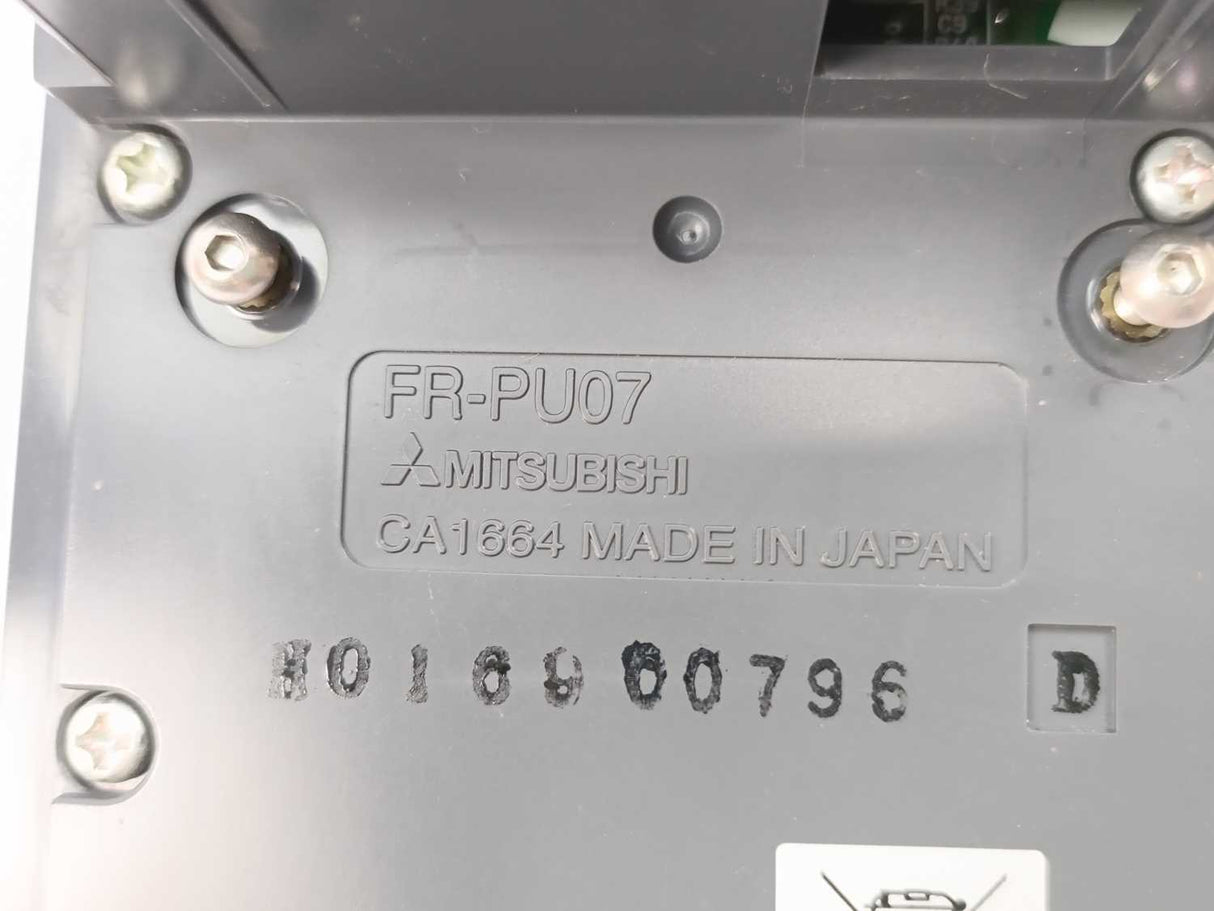 FR-PU07
MITSUBISHI
CA1664 MADE IN JAPAN
D